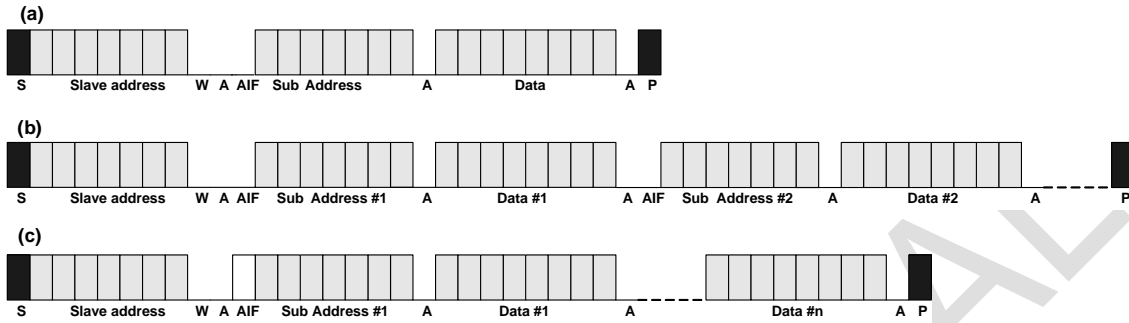 (a)
S Slave address W A AIF Sub Address A Data A P
(b)
S Slave address W A AIF Sub Address #1 A Data #1 A AIF Sub Address #2 A Data #2 A P
(c)
S Slave address W A AIF Sub Address #1 A Data #1 A Data #n A P